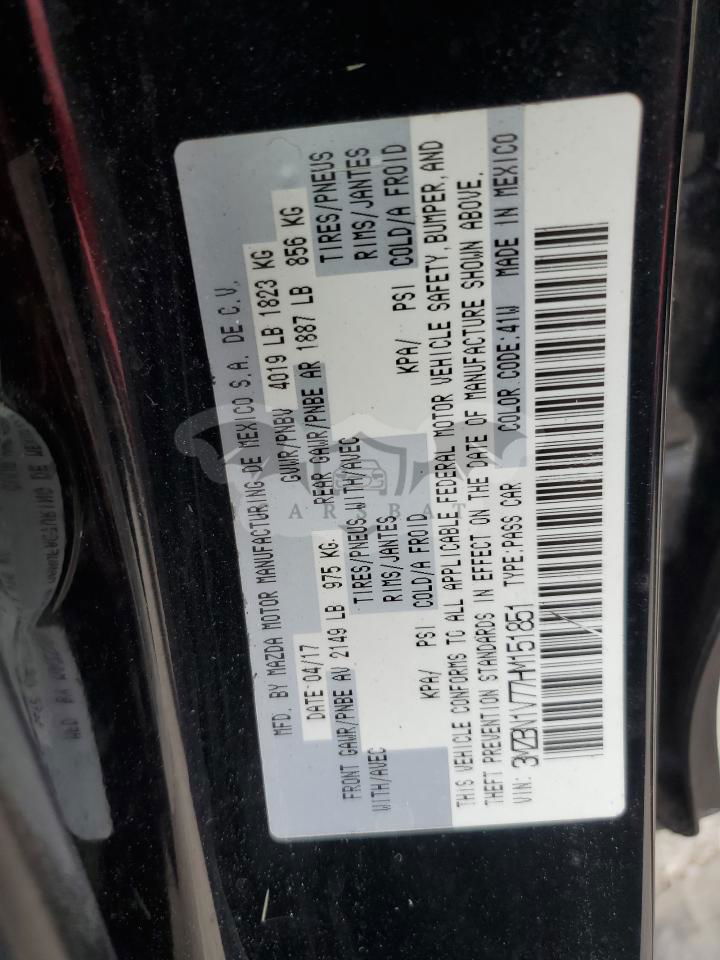 MFD. BY MAZDA MOTOR MANUFACTURING DE MEXICO S.A. DE C.V.
DATE: 04/17 GVWR/PNBV 4019 LB 1823 KG
FRONT GAWR/PNBE AV 2149 LB 975 KG. REAR GAWR/PNBE AR 1887 LB 856 KG
WITH/AVEC TIRES/PNEUS WITH/AVEC TIRES/PNEUS
RIMS/JANTES RIMS/JANTES
KPA/ PSI COLD/A FROID KPA/ PSI COLD/A FROID
THIS VEHICLE CONFORMS TO ALL APPLICABLE FEDERAL MOTOR VEHICLE SAFETY, BUMPER, AND
THEFT PREVENTION STANDARDS IN EFFECT ON THE DATE OF MANUFACTURE SHOWN ABOVE.
VIN: 3MZBN1V77HM151851 TYPE: PASS CAR COLOR CODE: 41W MADE IN MEXICO
CARSBAT